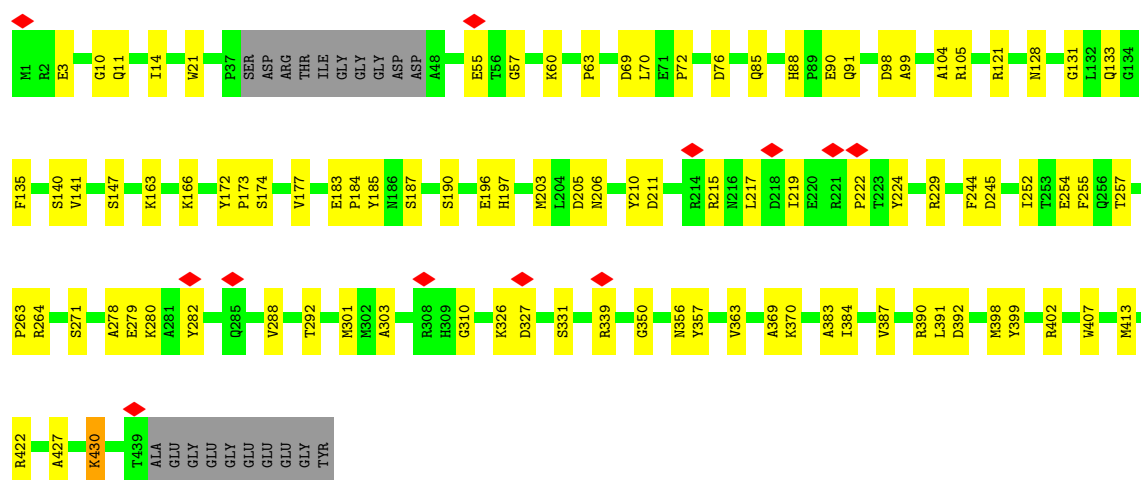 M1 R2 E3 G10 Q11 I14 W21 P37 SER ASP ARG THR ILE GLY GLY GLY ASP ASP A48 E55 T56 G57 K60 P63 D69 L70 E71 P72 D76 Q85 H88 P89 E90 Q91 D98 A99 A104 R105 R121 N128 G131 L132 Q133 G134
F135 S140 V141 S147 K163 K166 Y172 P173 S174 V177 E183 P184 Y185 N186 S187 S190 E196 H197 M203 L204 D205 N206 Y210 D211 R214 R215 N216 L217 D218 I219 E220 R221 P222 T223 Y224 R229 F244 D245 I252 T253 E254 F255 Q256 T257
P263 R264 S271 A278 E279 K280 A281 Y282 Q285 V288 T292 M301 M302 A303 R308 H309 G310 K326 D327 S331 R339 G350 N356 Y357 V363 A369 K370 A383 I384 V387 R390 L391 D392 M398 Y399 R402 W407 M413
R422 A427 K430 T439 ALA GLU GLY GLU GLY GLU GLU GLU GLY TYR